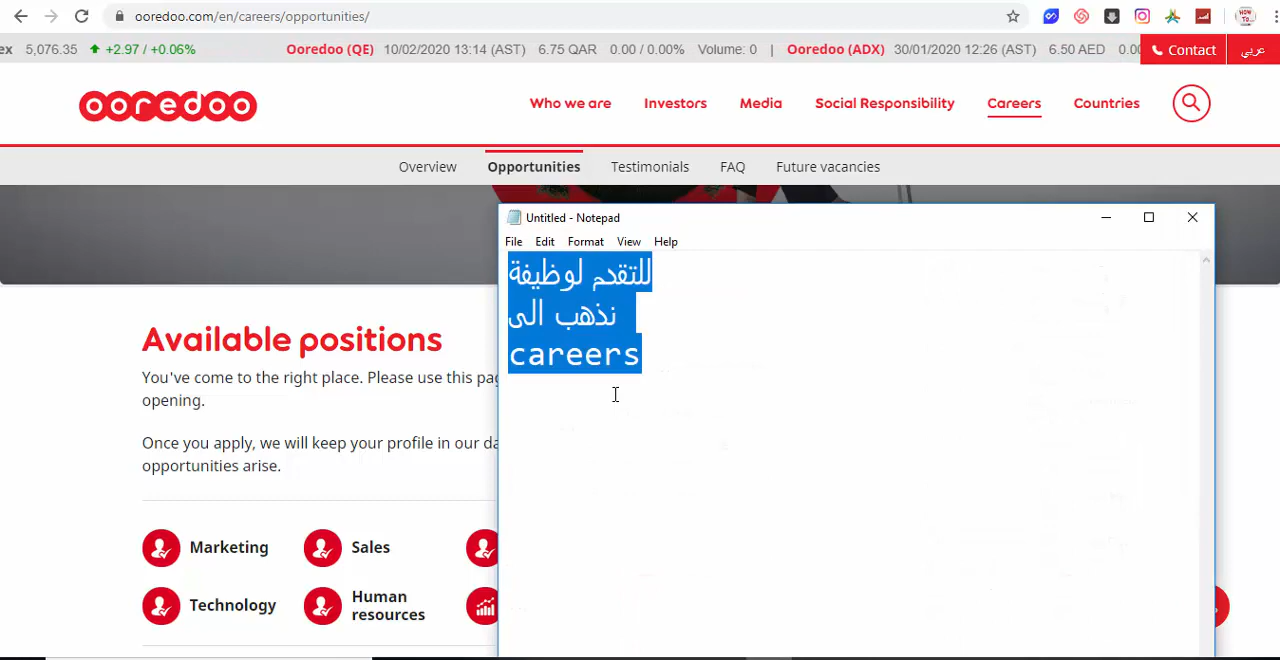 ooredoo.com/en/careers/opportunities/
5,076.35 +2.97 / +0.06% Ooredoo (QE) 10/02/2020 13:14 (AST) 6.75 QAR 0.00 / 0.00% Volume: 0 | Ooredoo (ADX) 30/01/2020 12:26 (AST) 6.50 AED Contact عربي
ooredoo Who we are Investors Media Social Responsibility Careers Countries
Overview Opportunities Testimonials FAQ Future vacancies
Untitled - Notepad
File Edit Format View Help
للتقدم لوظيفة
نذهب الى
careers
Available positions
You've come to the right place. Please use this
opening.
Once you apply, we will keep your profile in our
opportunities arise.
Marketing Sales
Technology Human
resources